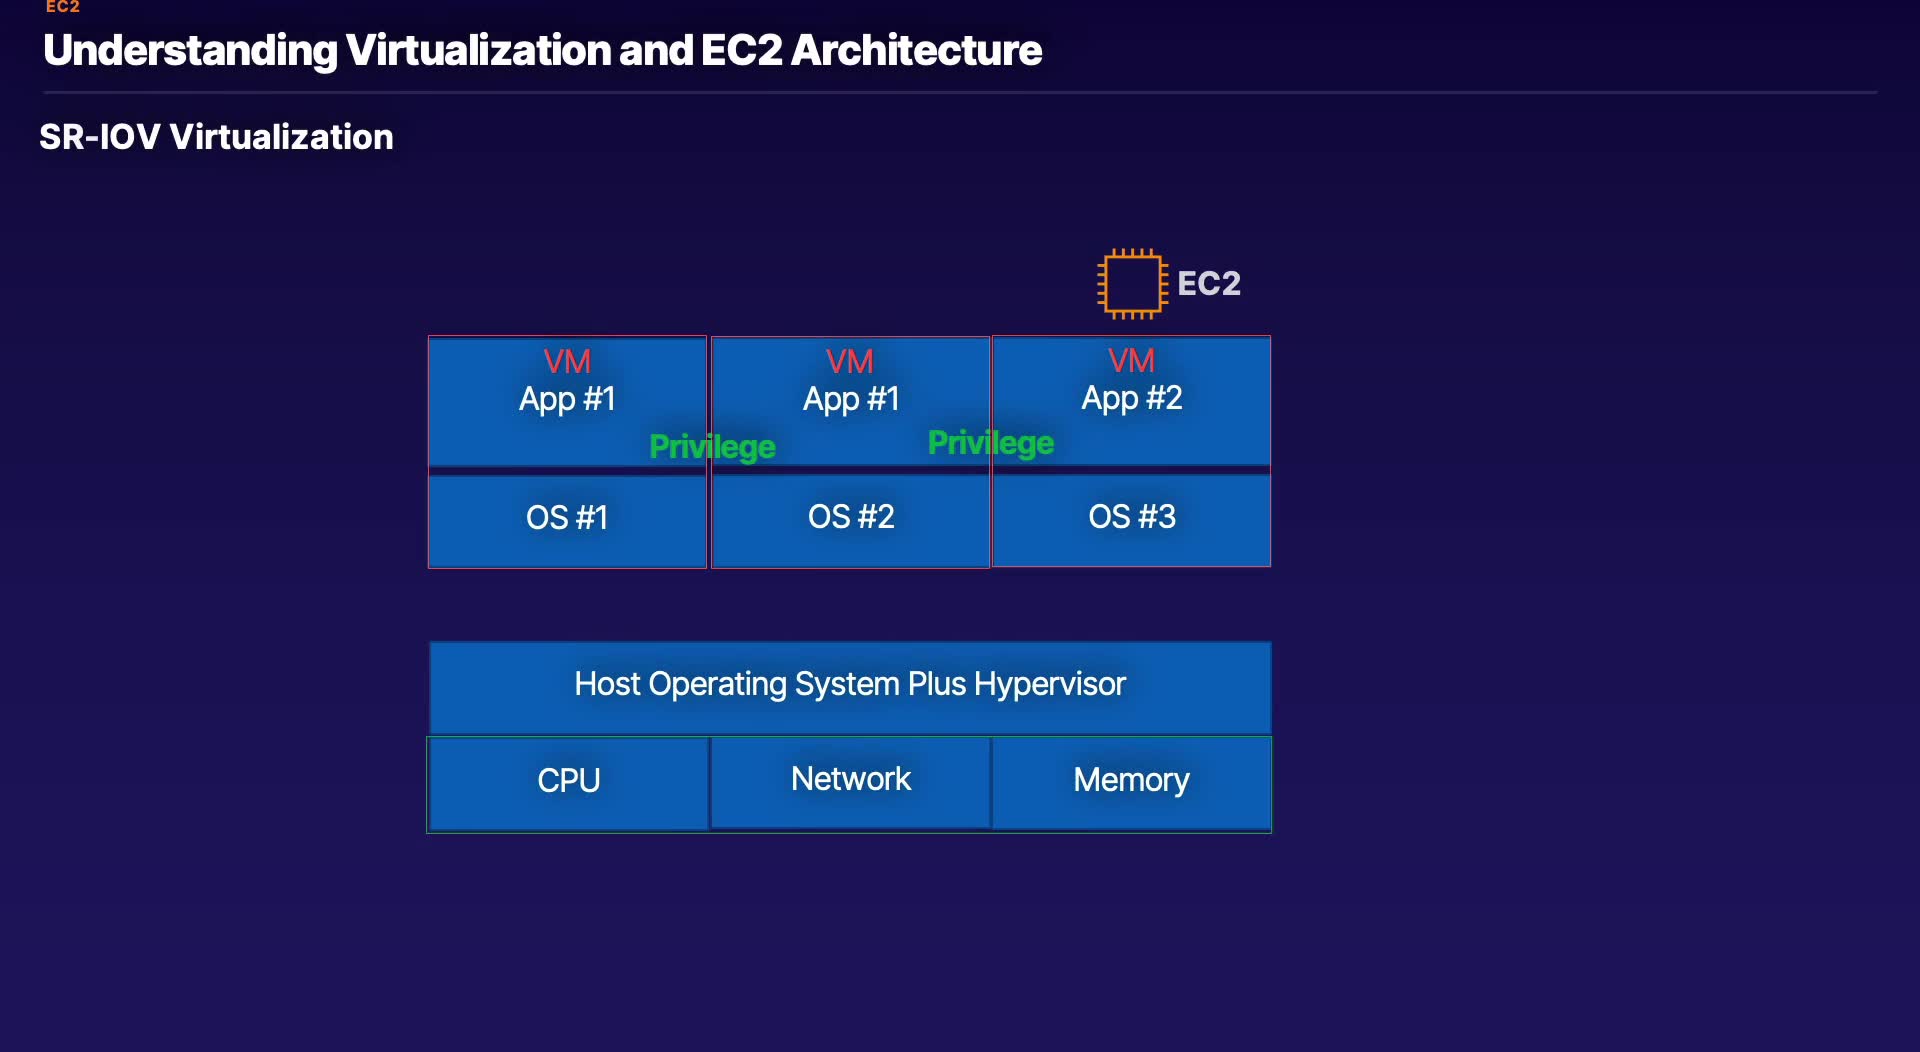 EC2
Understanding Virtualization and EC2 Architecture
SR-IOV Virtualization
EC2
VM
App #1
VM
App #1
VM
App #2
Privilege
Privilege
OS #1
OS #2
OS #3
Host Operating System Plus Hypervisor
CPU
Network
Memory